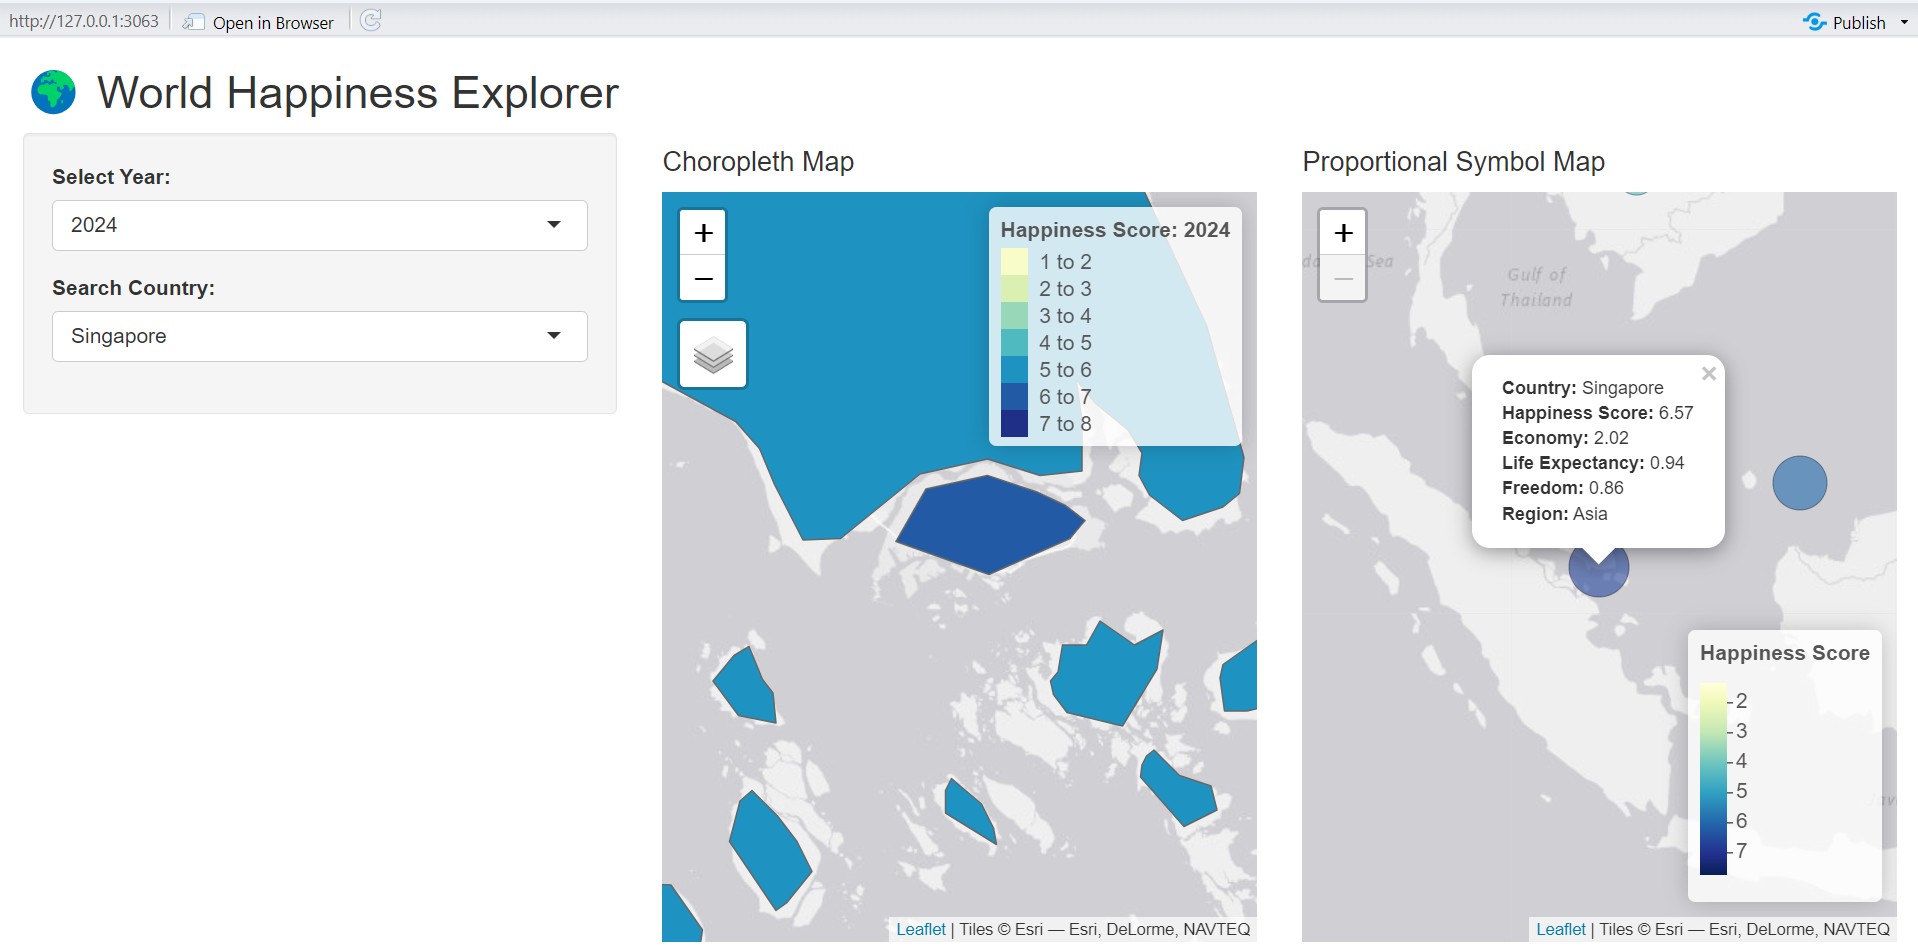 http://127.0.0.1:3063
Open in Browser
Publish
World Happiness Explorer
Select Year:
2024
Search Country:
Singapore
Choropleth Map
+
−
Happiness Score: 2024
1 to 2
2 to 3
3 to 4
4 to 5
5 to 6
6 to 7
7 to 8
Leaflet | Tiles © Esri — Esri, DeLorme, NAVTEQ
Proportional Symbol Map
+
−
Sea
Gulf of
Thailand
×
Country: Singapore
Happiness Score: 6.57
Economy: 2.02
Life Expectancy: 0.94
Freedom: 0.86
Region: Asia
Happiness Score
2
3
4
5
6
7
Leaflet | Tiles © Esri — Esri, DeLorme, NAVTEQ